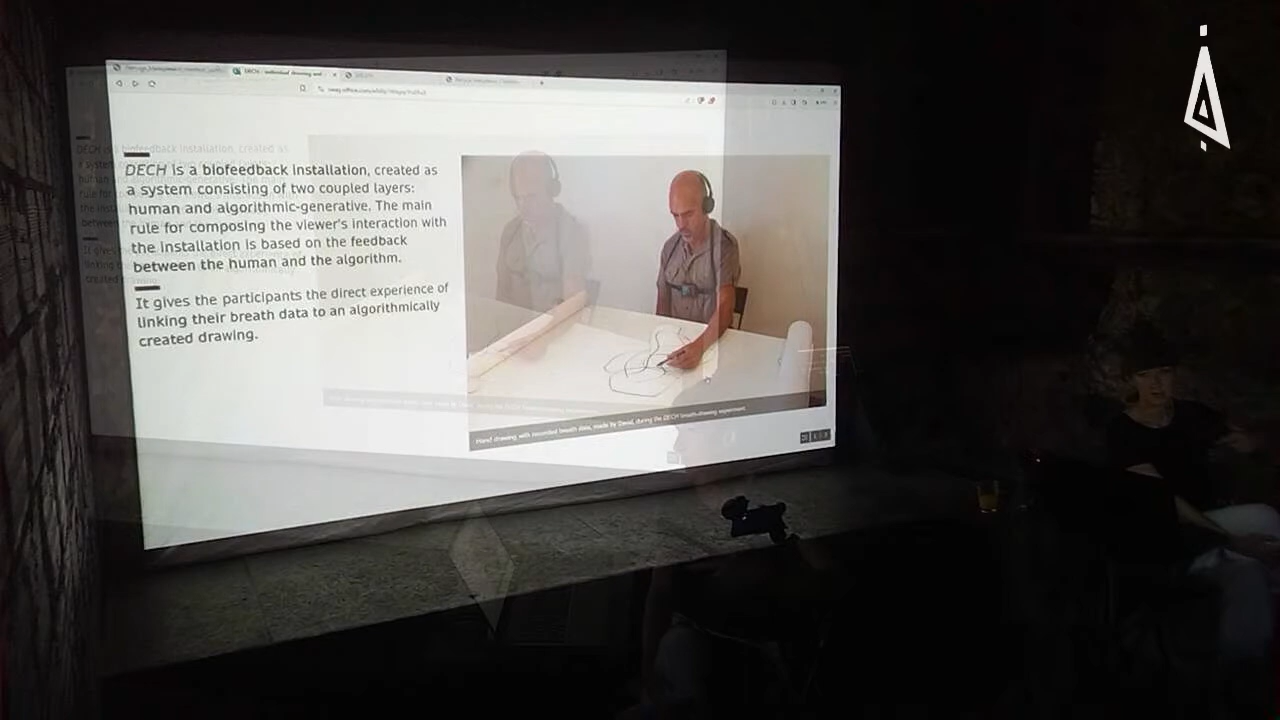 DECH is a biofeedback installation, created as
a system consisting of two coupled layers:
human and algorithmic-generative. The main
rule for composing the viewer's interaction with
the installation is based on the feedback
between the human and the algorithm.
It gives the participants the direct experience of
linking their breath data to an algorithmically
created drawing.
Hand drawing with recorded breath data, made by Daniel, during the DECH breath-drawing experiment.